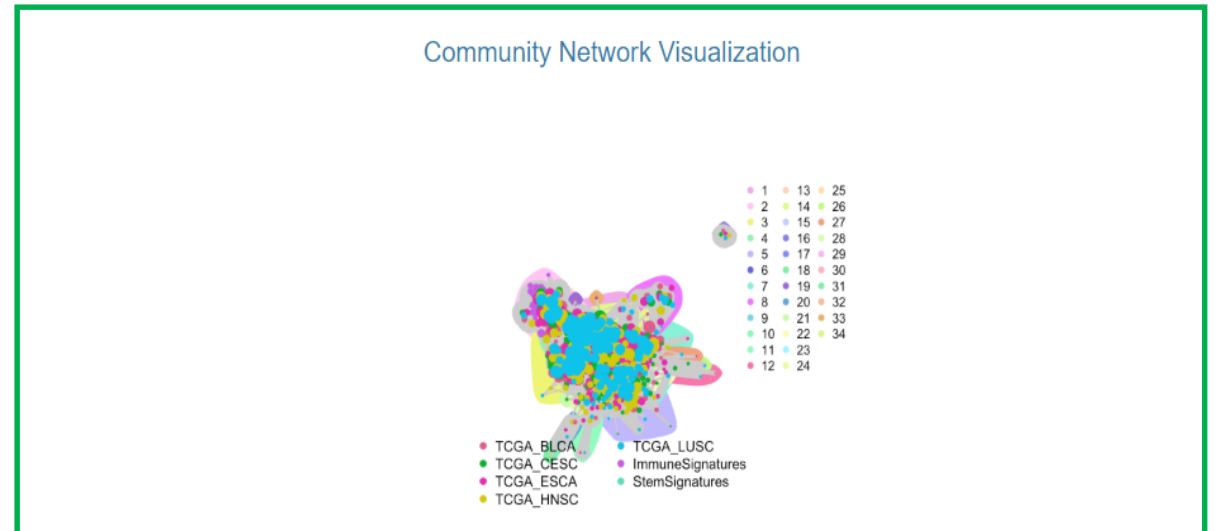 Community Network Visualization
1 13 25
2 14 26
3 15 27
4 16 28
5 17 29
6 18 30
7 19 31
8 20 32
9 21 33
10 22 34
11 23
12 24
TCGA_BLCA TCGA_LUSC
TCGA_CESC ImmuneSignatures
TCGA_ESCA StemSignatures
TCGA_HNSC